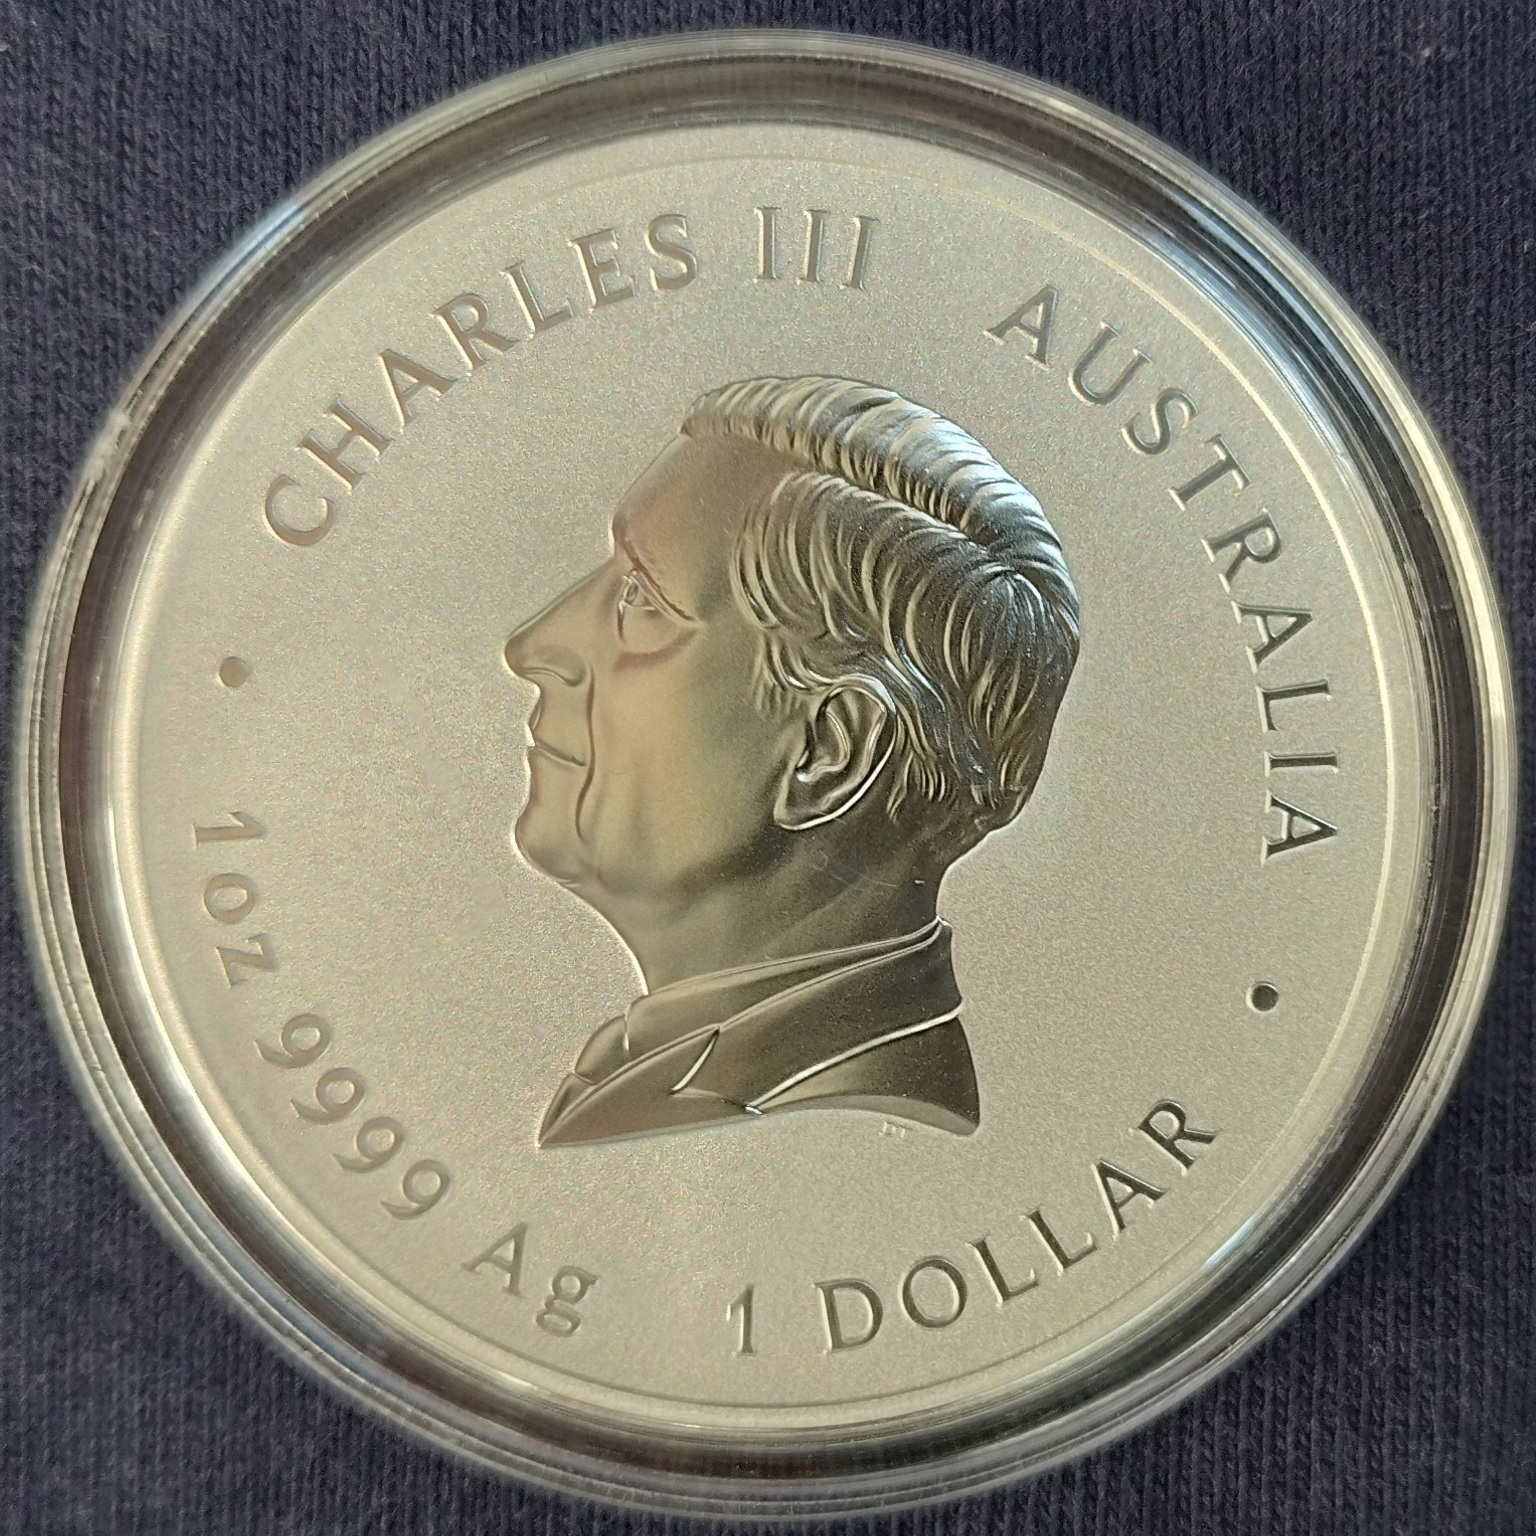 CHARLES III AUSTRALIA
1oz 9999 Ag 1 DOLLAR